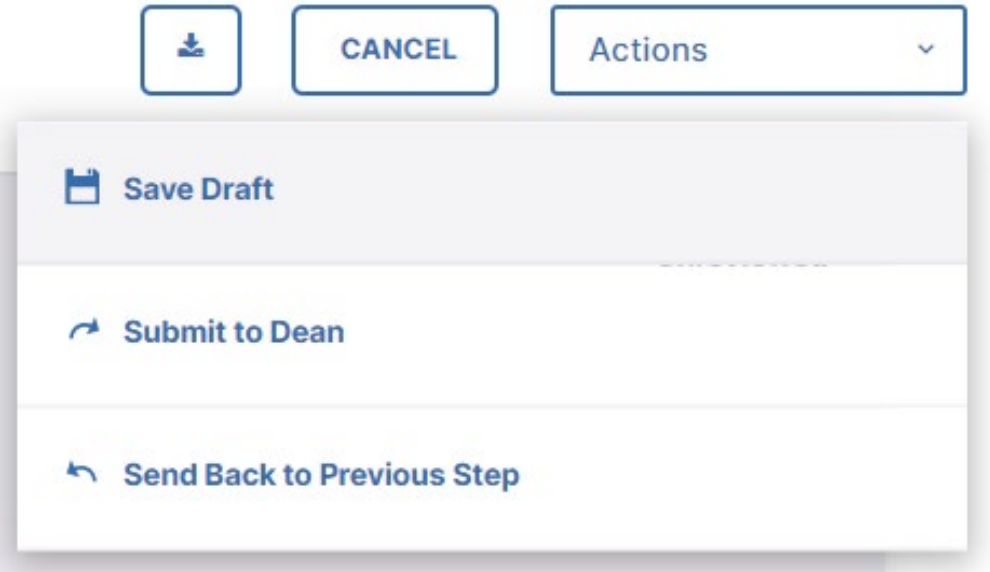 CANCEL Actions
Save Draft
Submit to Dean
Send Back to Previous Step